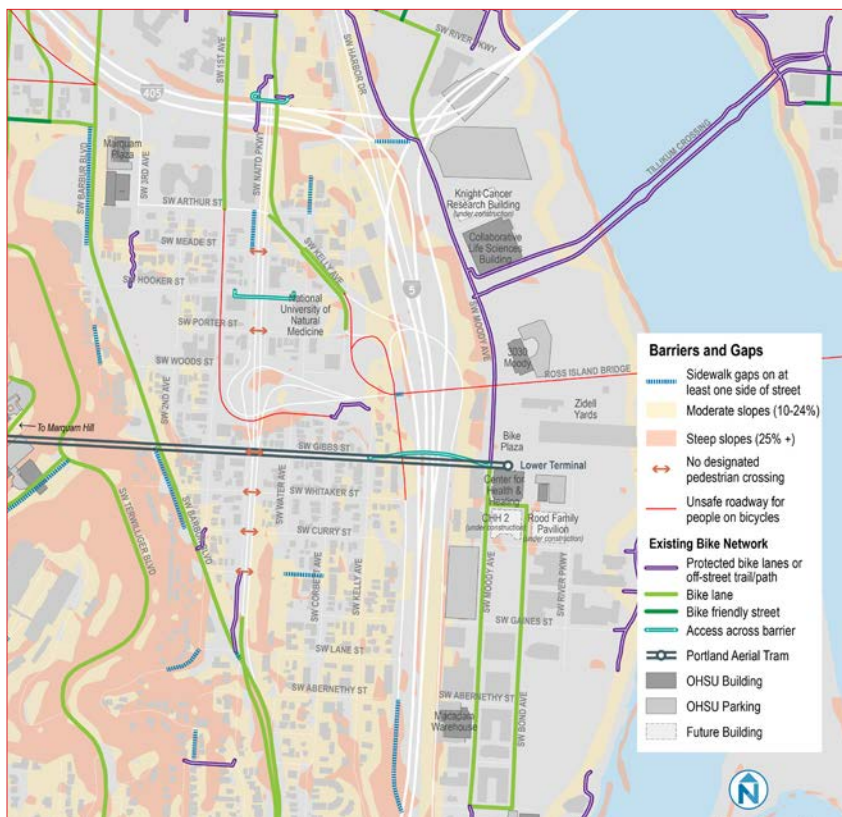 SW RIVER PKWY
SW 1ST AVE
SW HARBOR DR
405
SW NAITO PKWY
Marquam
Plaza
SW 3RD AVE
SW BARBUR BLVD
TILLIKUM CROSSING
Knight Cancer
Research Building
(under construction)
SW ARTHUR ST
Collaborative
Life Sciences
Building
SW MEADE ST
SW KELLY AVE
SW HOOKER ST
5
National
University of
Natural
Medicine
SW MOODY AVE
SW PORTER ST
3030
Moody
SW WOODS ST
ROSS ISLAND BRIDGE
SW 2ND AVE
Zidell
Yards
To Marquam Hill
Bike
Plaza
SW GIBBS ST
Lower Terminal
Center for
Health &
Healing
SW WATER AVE
SW WHITAKER ST
SW TERWILLIGER BLVD
SW BARBUR BLVD
CHH 2
(under construction)
Rood Family
Pavilion
(under construction)
SW CURRY ST
SW CORBETT AVE
SW KELLY AVE
SW MOODY AVE
SW RIVER PKWY
SW GAINES ST
SW LANE ST
SW ABERNETHY ST
SW ABERNETHY ST
SW BOND AVE
Macadam
Warehouse
Barriers and Gaps
Sidewalk gaps on at
least one side of street
Moderate slopes (10-24%)
Steep slopes (25% +)
No designated
pedestrian crossing
Unsafe roadway for
people on bicycles
Existing Bike Network
Protected bike lanes or
off-street trail/path
Bike lane
Bike friendly street
Access across barrier
Portland Aerial Tram
OHSU Building
OHSU Parking
Future Building
N